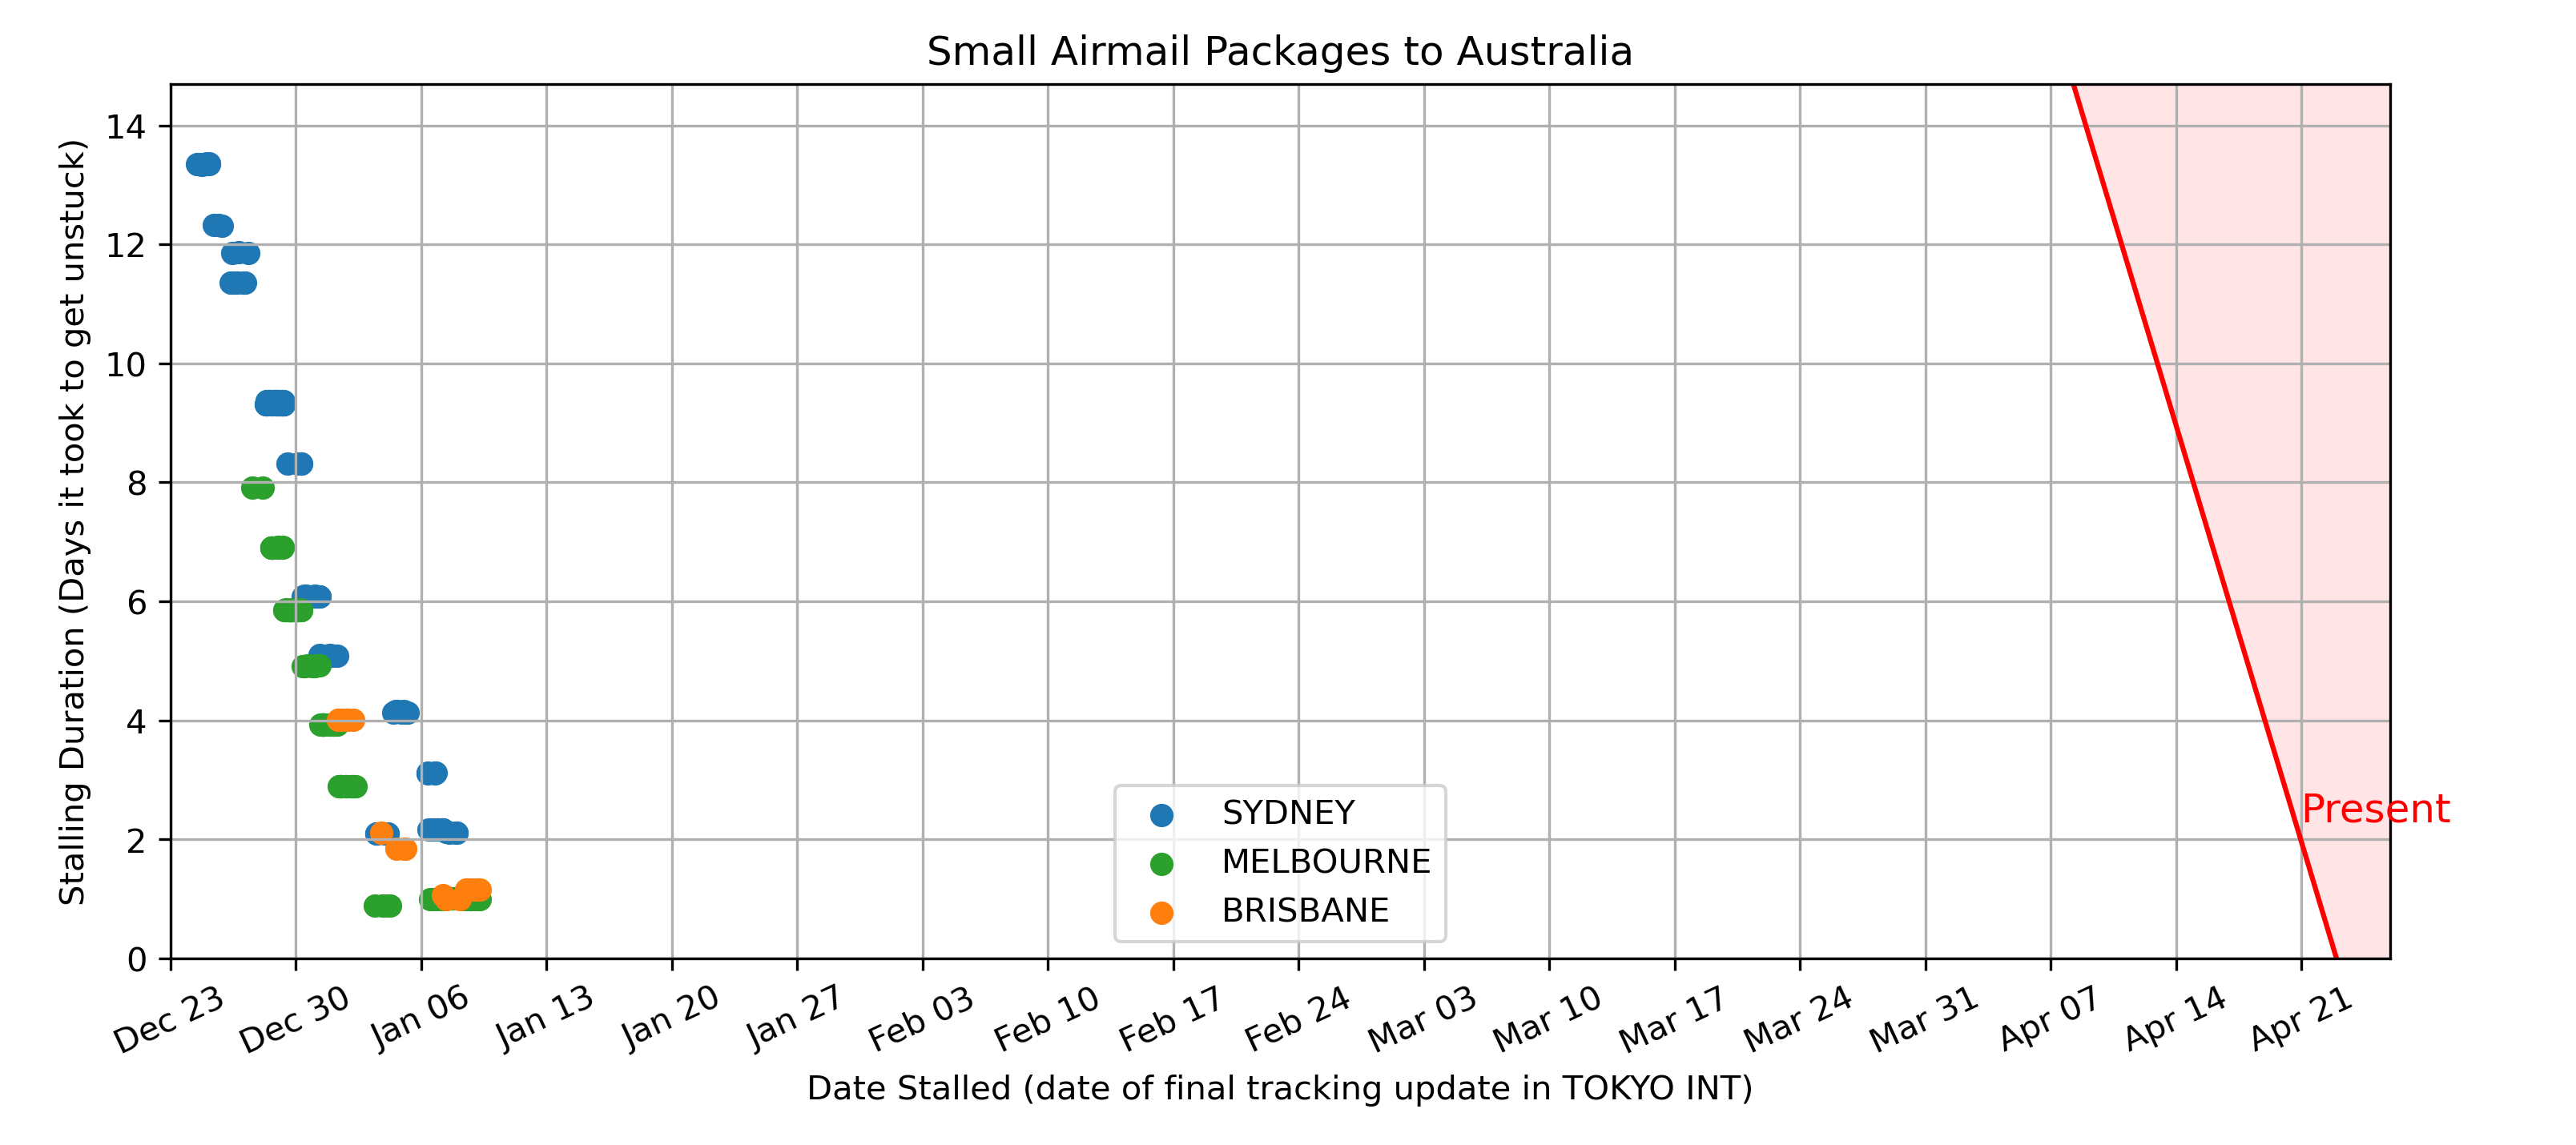 Small Airmail Packages to Australia
Stalling Duration (Days it took to get unstuck)
14
12
10
8
6
4
2
0
Present
SYDNEY
MELBOURNE
BRISBANE
Dec 23
Dec 30
Jan 06
Jan 13
Jan 20
Jan 27
Feb 03
Feb 10
Feb 17
Feb 24
Mar 03
Mar 10
Mar 17
Mar 24
Mar 31
Apr 07
Apr 14
Apr 21
Date Stalled (date of final tracking update in TOKYO INT)